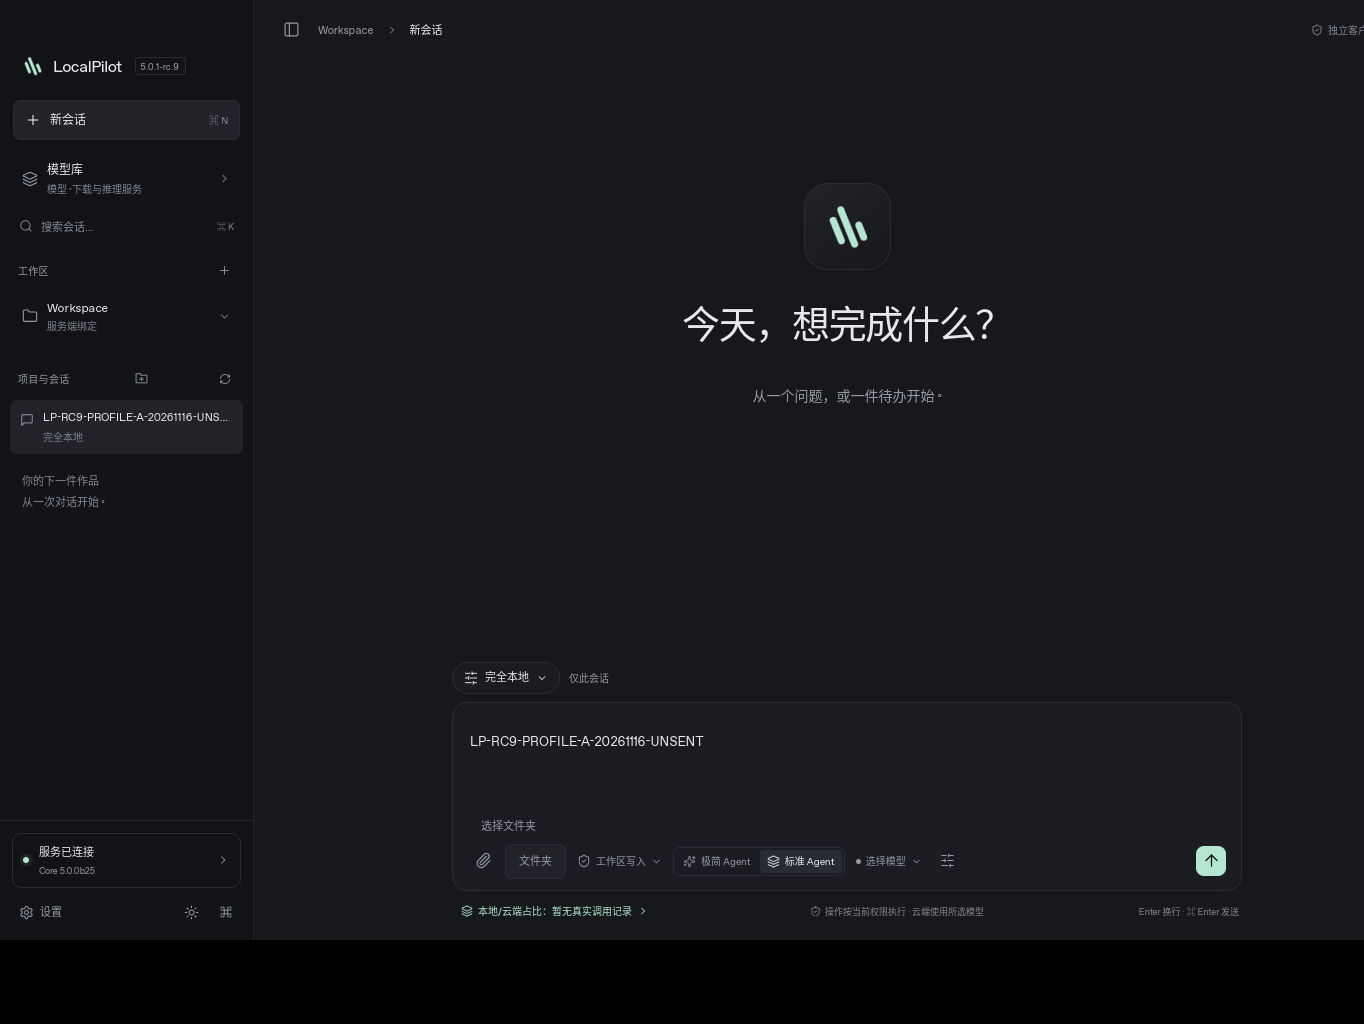 Workspace
新会话
独立客
LocalPilot
5.0.1-rc.9
新会话
⌘ N
模型库
模型 · 下载与推理服务
搜索会话...
⌘ K
工作区
Workspace
服务端绑定
项目与会话
LP-RC9-PROFILE-A-20261116-UNS...
完全本地
你的下一件作品
从一次对话开始。
服务已连接
Core 5.0.0b25
设置
⌘
今天，想完成什么？
从一个问题，或一件待办开始。
完全本地
仅此会话
LP-RC9-PROFILE-A-20261116-UNSENT
选择文件夹
文件夹
工作区写入
极简 Agent
标准 Agent
选择模型
本地/云端占比：暂无真实调用记录
操作按当前权限执行 · 云端使用所选模型
Enter 换行 · ⌘ Enter 发送